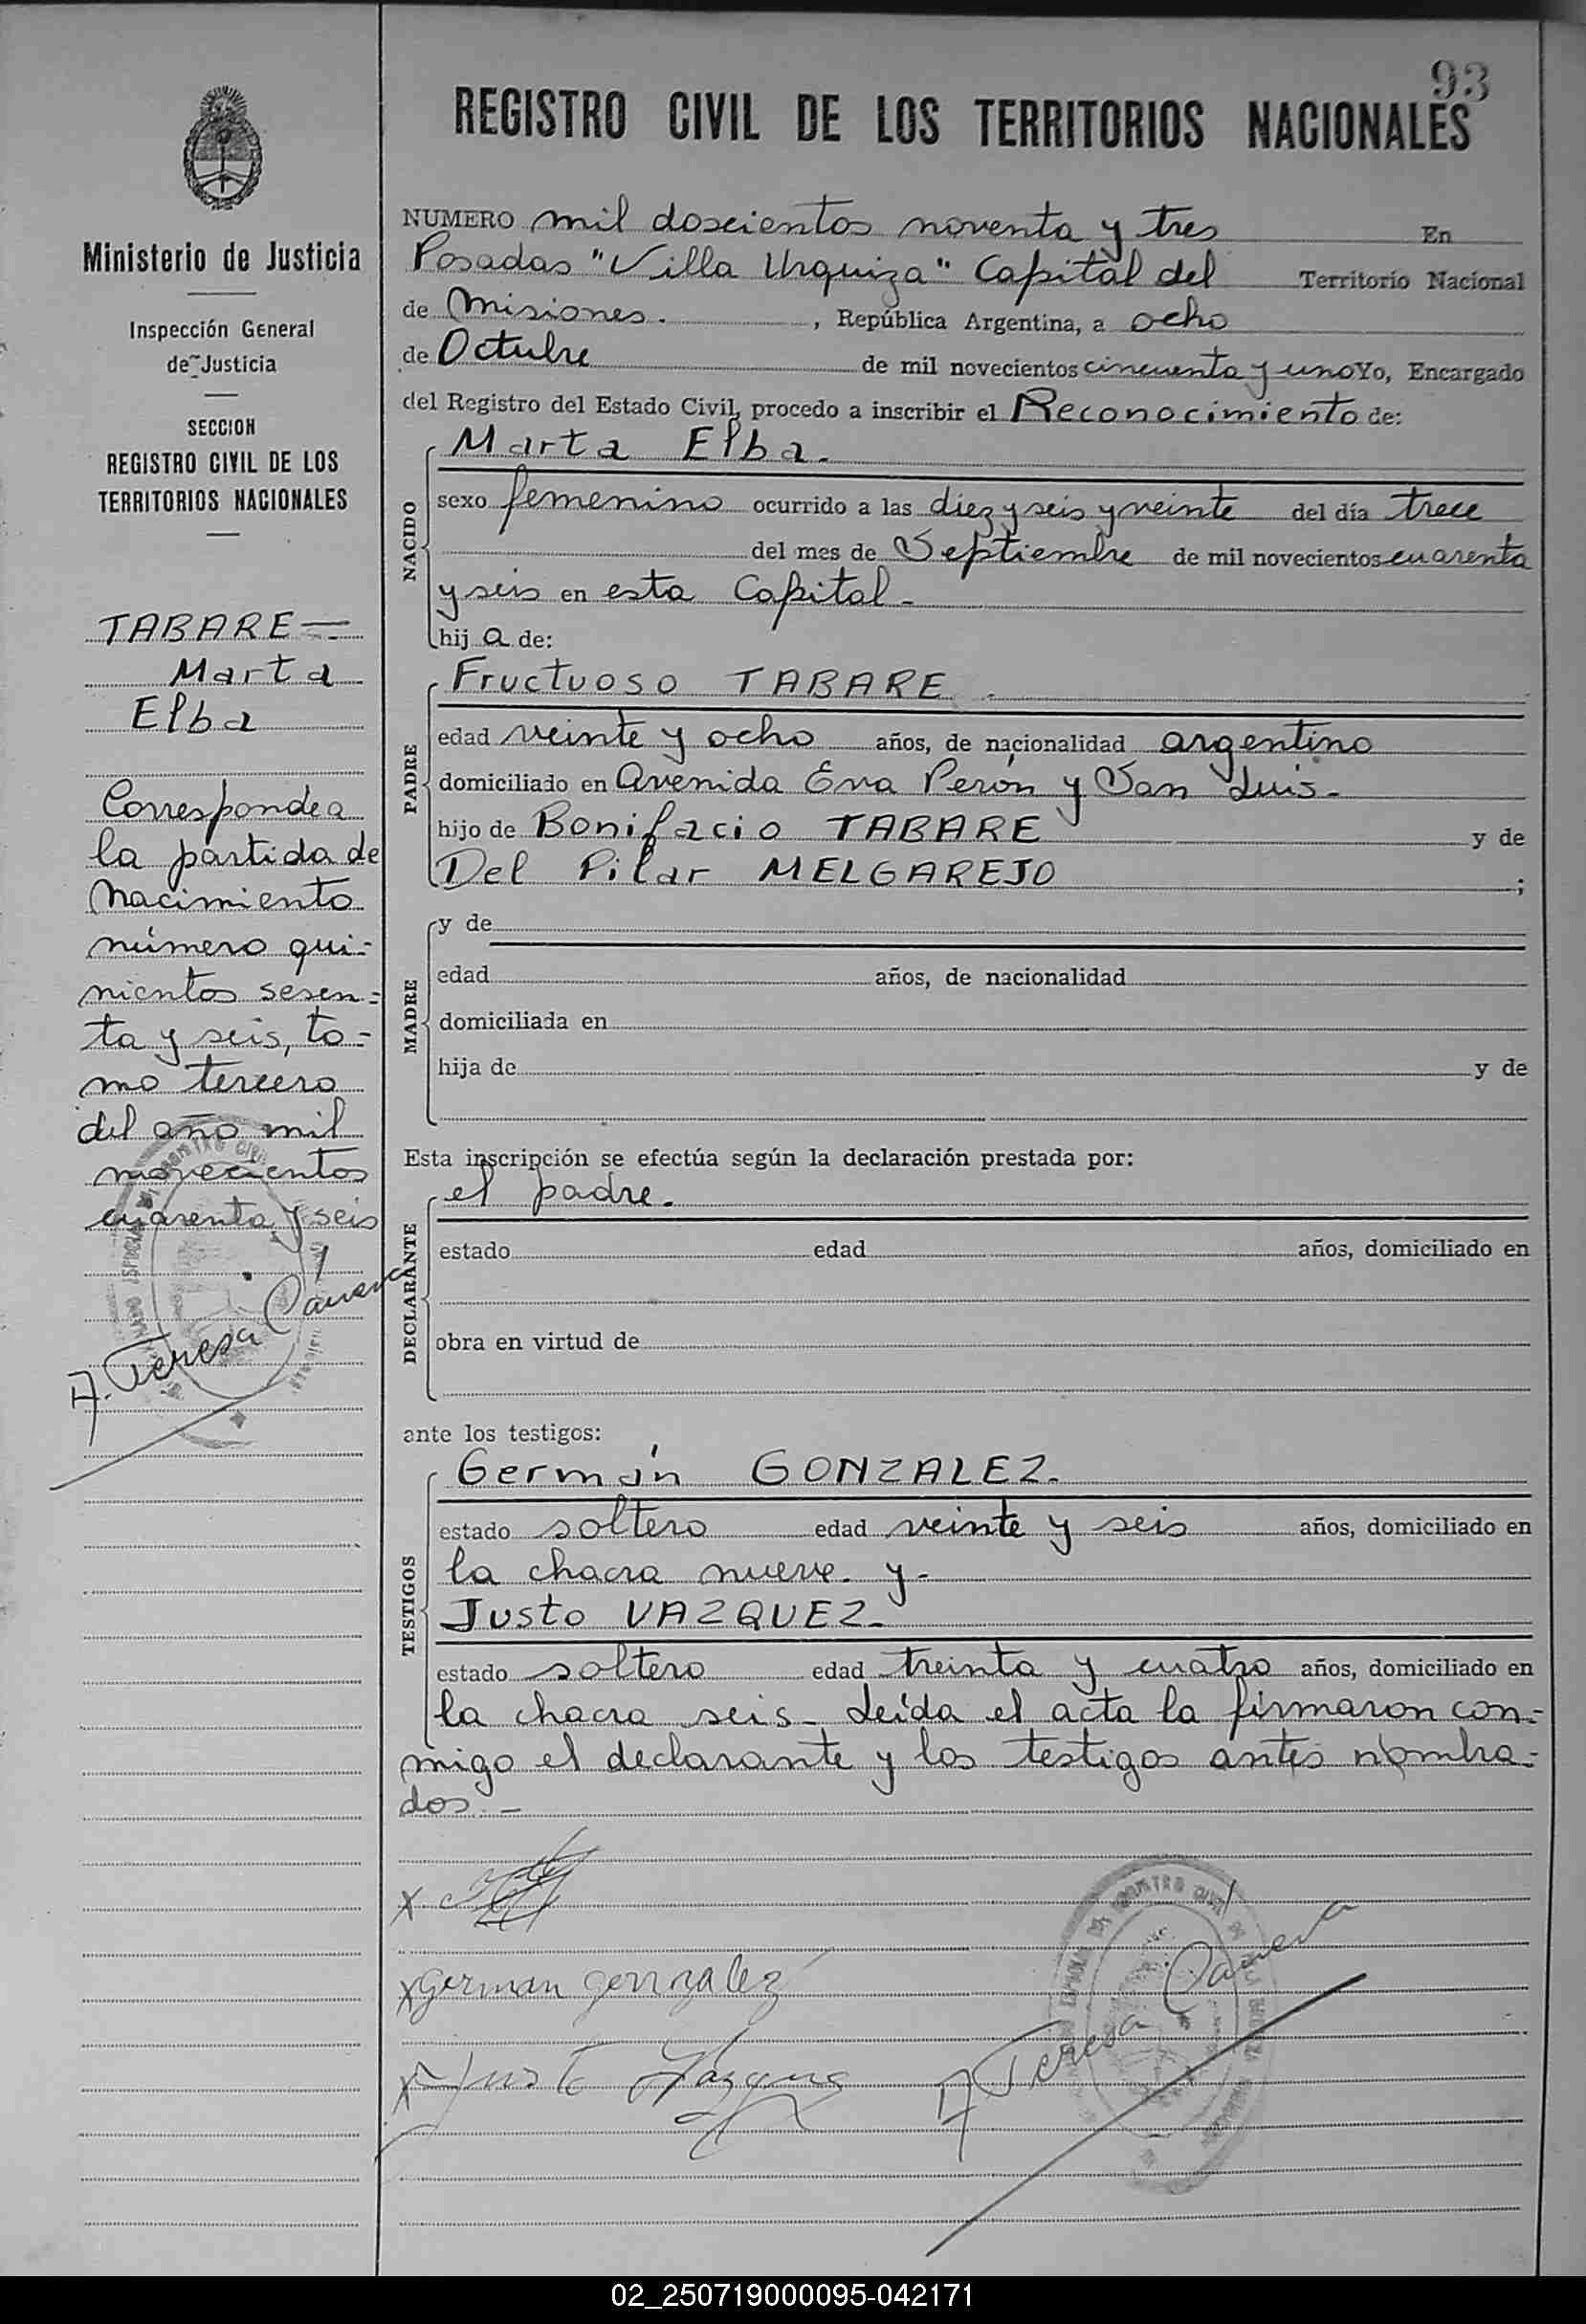 93
REGISTRO CIVIL DE LOS TERRITORIOS NACIONALES
Ministerio de Justicia
Inspección General
de Justicia
SECCION
REGISTRO CIVIL DE LOS
TERRITORIOS NACIONALES
TABARE
Marta
Elba
Corresponde a
la partida de
Nacimiento
número qui-
nientos sesen-
ta y seis, to-
mo tercero
del año mil
novecientos
cuarenta y seis
A. Teresa
NUMERO mil doscientos noventa y tres En
Posadas "Villa Urquiza" Capital del Territorio Nacional
de Misiones. , República Argentina, a ocho
de Octubre de mil novecientos cincuenta y uno Yo, Encargado
del Registro del Estado Civil, procedo a inscribir el Reconocimiento de:
NACIDO
Marta Elba.
sexo femenino ocurrido a las diez y seis y veinte del día trece
del mes de Septiembre de mil novecientos cuarenta
y seis en esta Capital-
hij a de:
PADRE
Fructuoso TABARE.
edad veinte y ocho años, de nacionalidad argentino
domiciliado en Avenida Eva Perón y San Luis-
hijo de Bonifacio TABARE y de
Del Pilar MELGAREJO ;
MADRE
y de
edad años, de nacionalidad
domiciliada en
hija de y de
Esta inscripción se efectúa según la declaración prestada por:
DECLARANTE
el padre.
estado edad años, domiciliado en
obra en virtud de
ante los testigos:
TESTIGOS
Germán GONZALEZ.
estado soltero edad veinte y seis años, domiciliado en
la chacra nueve. y-
Justo VAZQUEZ-
estado soltero edad treinta y cuatro años, domiciliado en
la chacra seis- Leída el acta la firmaron con-
migo el declarante y los testigos antes nombra-
dos.-
x
x german gonzalez
x Justo Vazquez
A Teresa
02_250719000095-042171